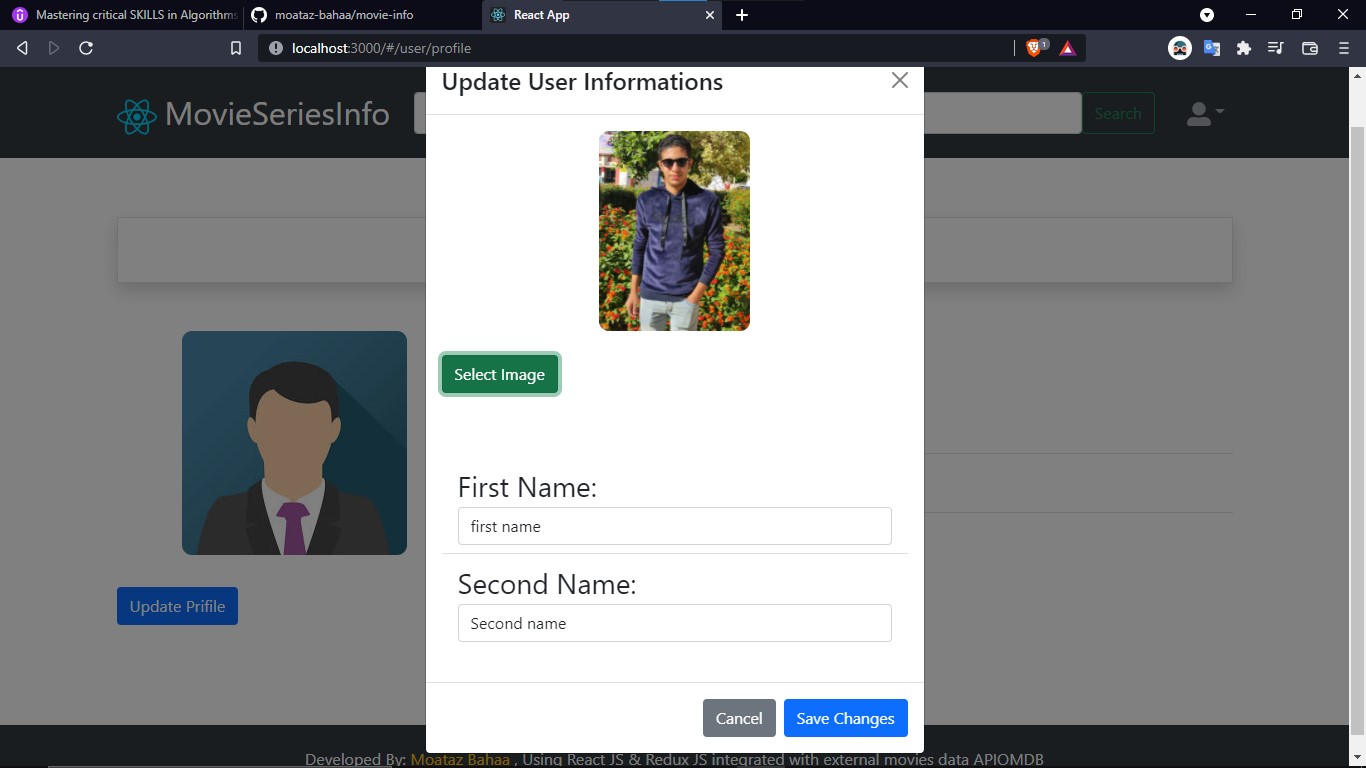 Mastering critical SKILLS in Algorithms
moataz-bahaa/movie-info
React App
localhost:3000/#/user/profile
1
Update User Informations
MovieSeriesInfo
Search
Select Image
First Name:
first name
Second Name:
Second name
Update Prifile
Cancel
Save Changes
Developed By: Moataz Bahaa , Using React JS & Redux JS integrated with external movies data APIOMDB